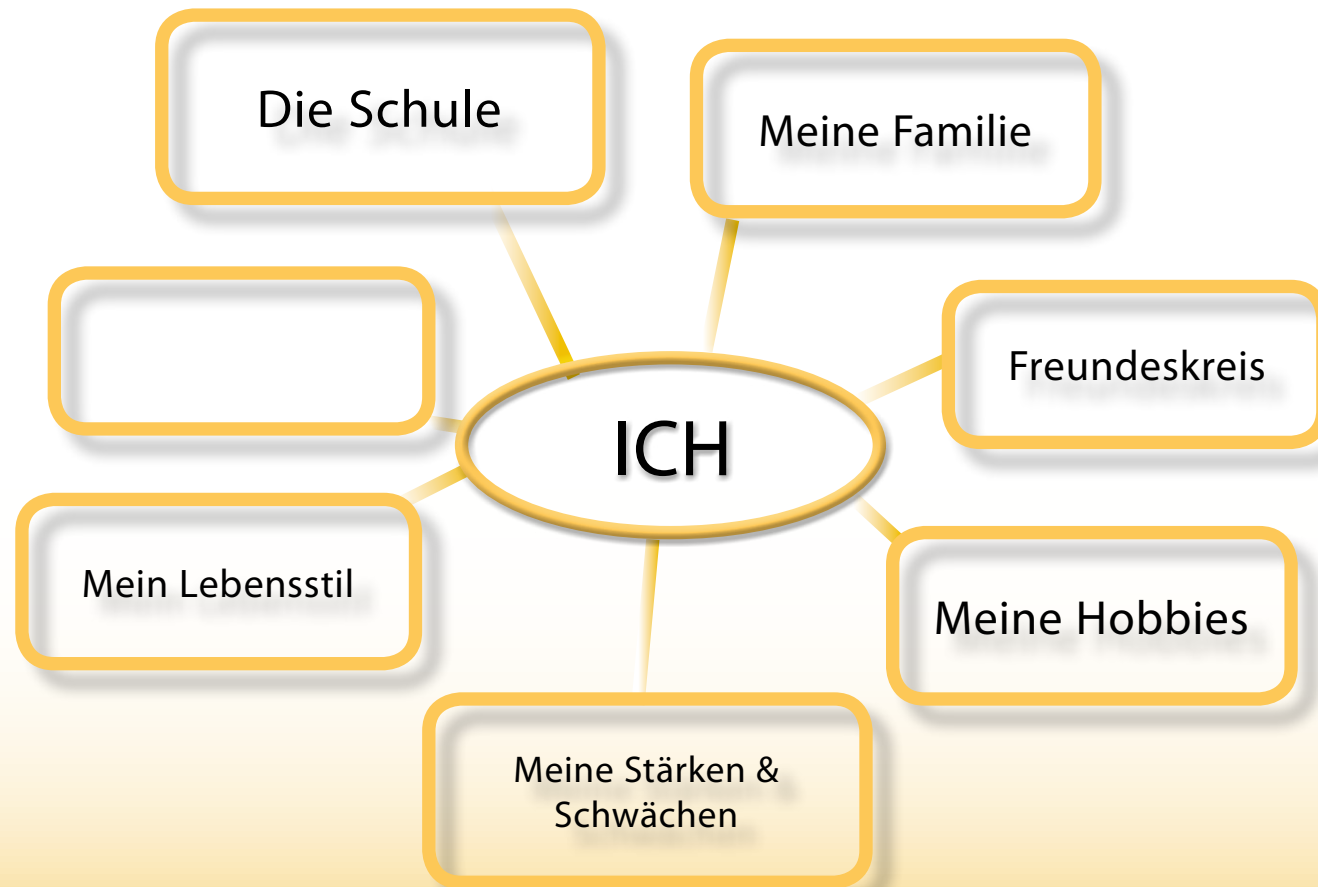 Die Schule
Meine Familie
Freundeskreis
ICH
Mein Lebensstil
Meine Hobbies
Meine Stärken &
Schwächen